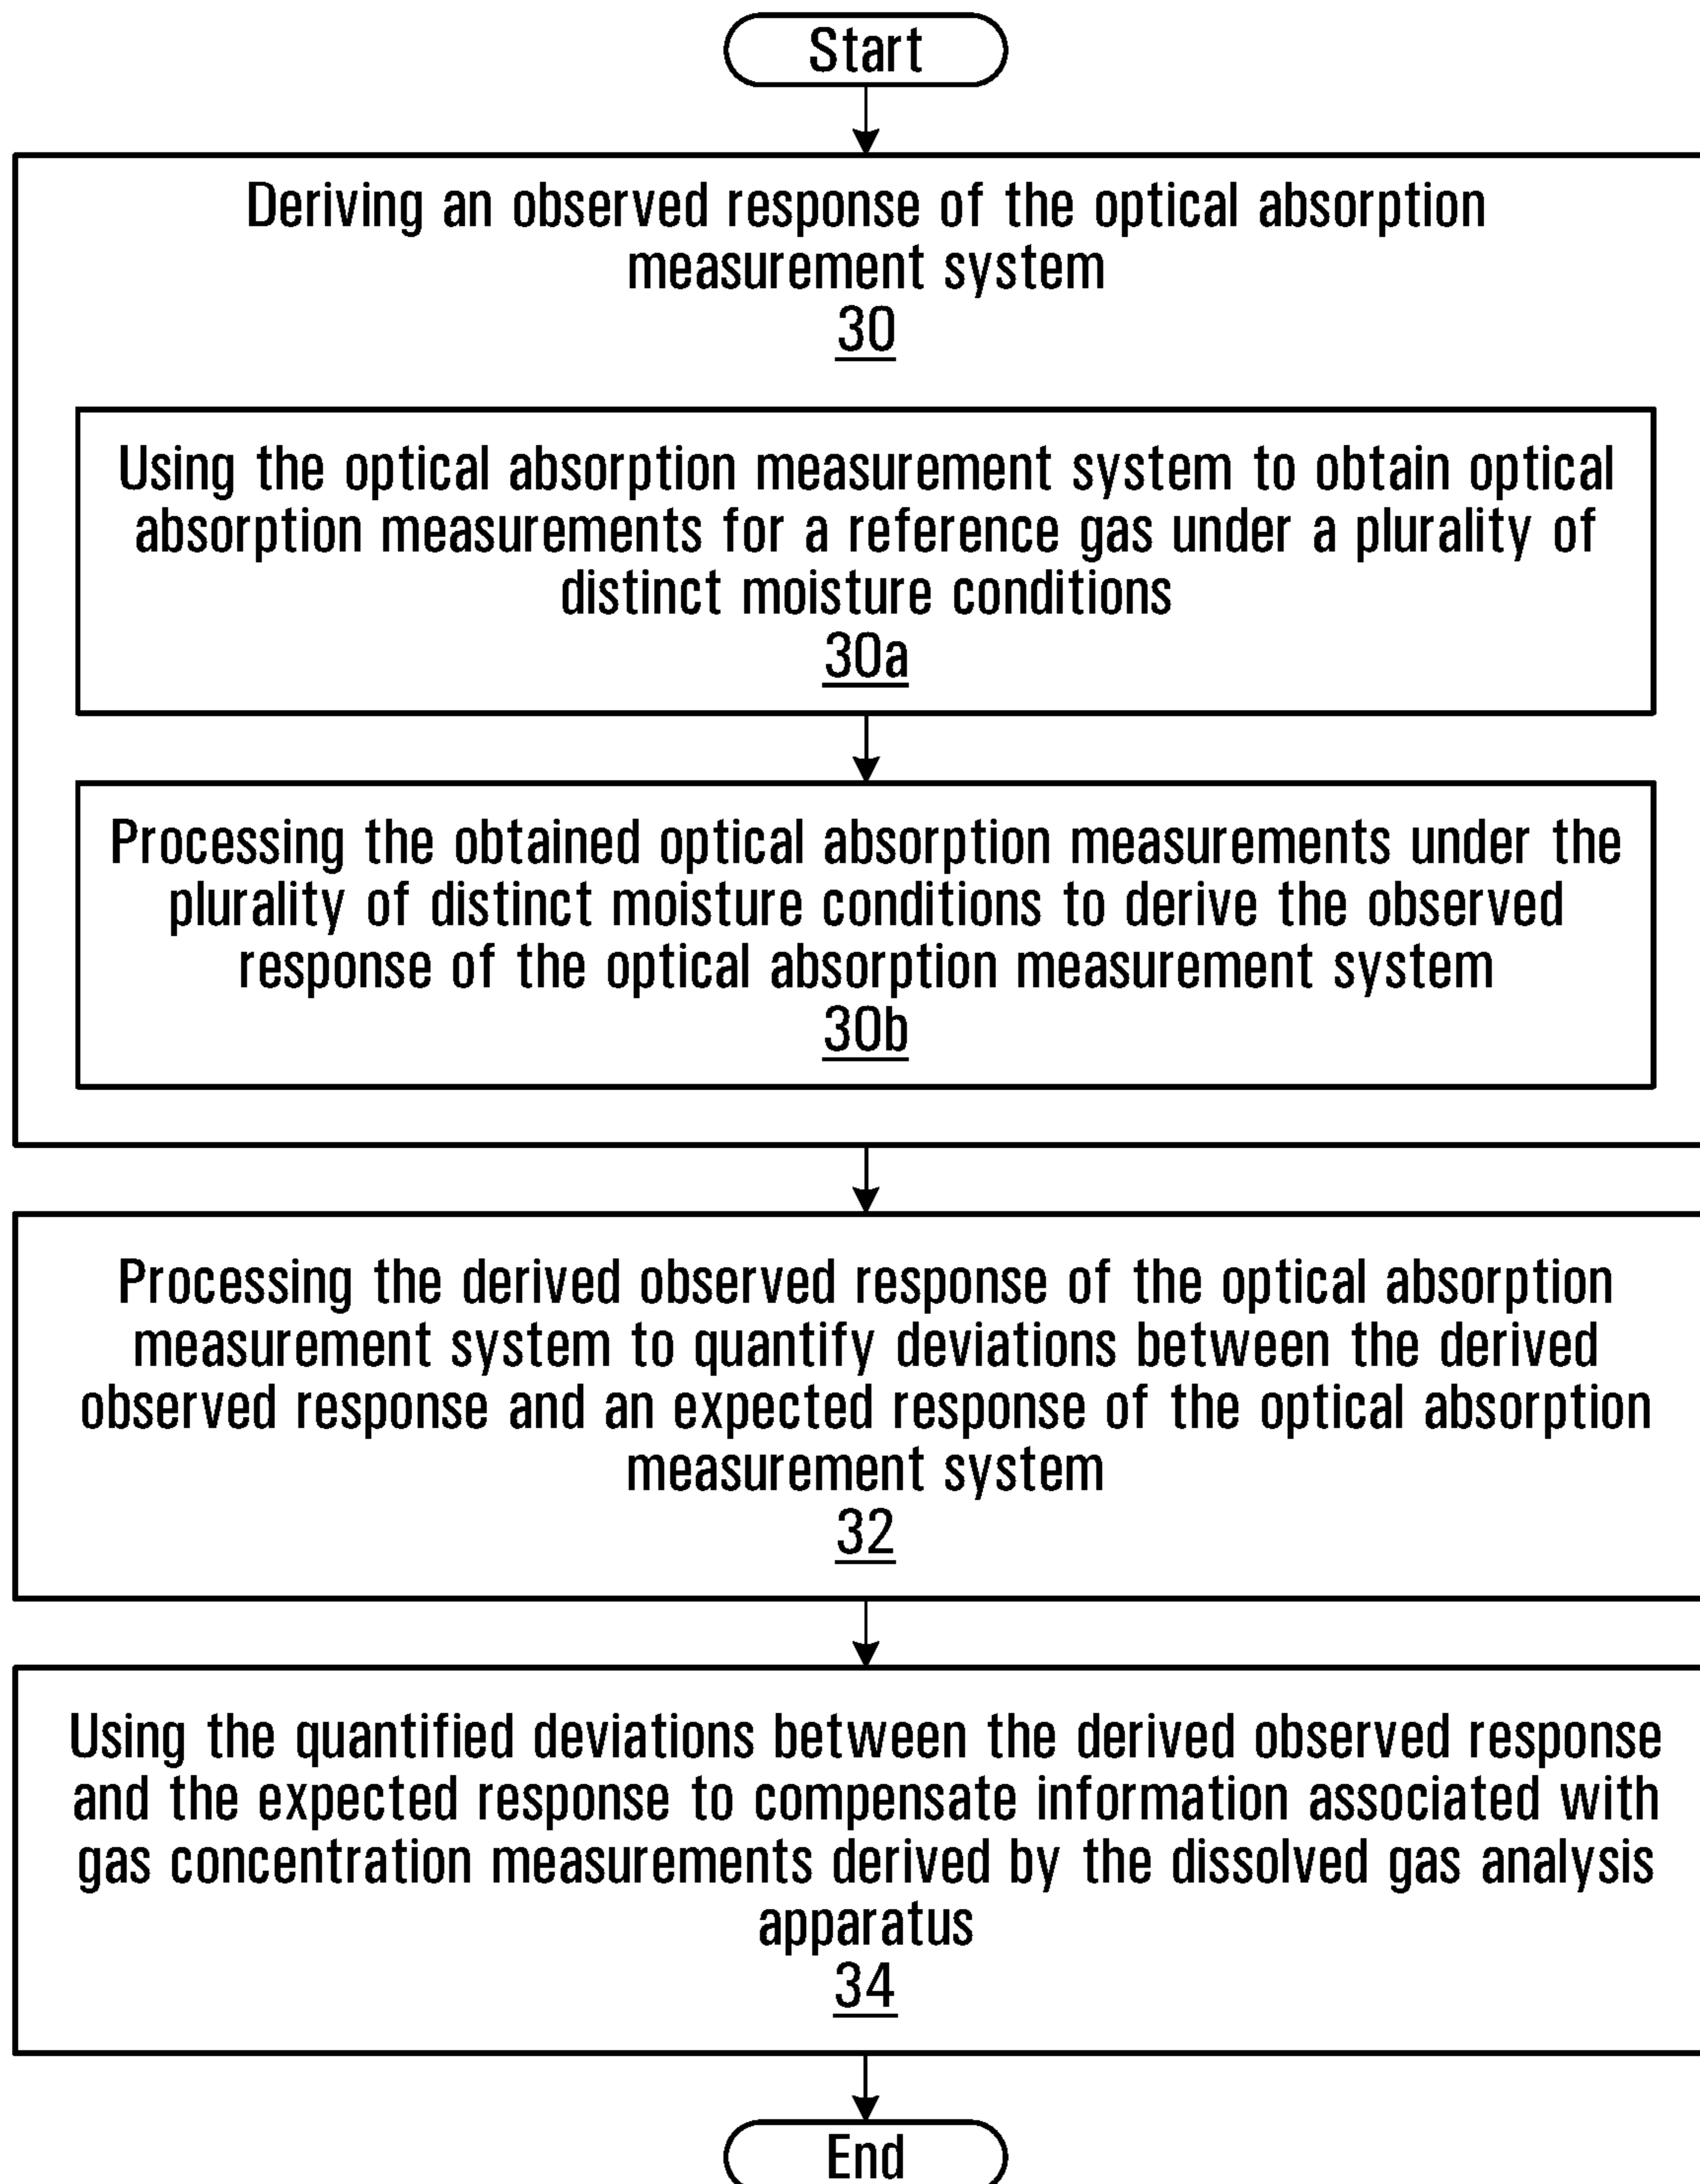 Start
Deriving an observed response of the optical absorption
measurement system
30
Using the optical absorption measurement system to obtain optical
absorption measurements for a reference gas under a plurality of
distinct moisture conditions
30a
Processing the obtained optical absorption measurements under the
plurality of distinct moisture conditions to derive the observed
response of the optical absorption measurement system
30b
Processing the derived observed response of the optical absorption
measurement system to quantify deviations between the derived
observed response and an expected response of the optical absorption
measurement system
32
Using the quantified deviations between the derived observed response
and the expected response to compensate information associated with
gas concentration measurements derived by the dissolved gas analysis
apparatus
34
End